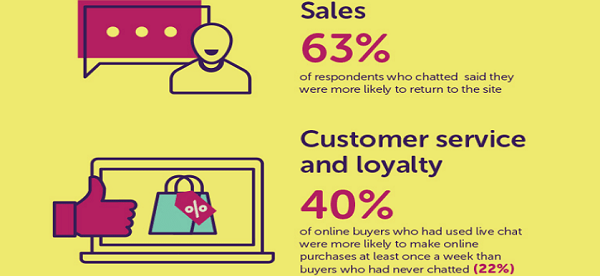 Sales
63%
of respondents who chatted said they
were more likely to return to the site
Customer service
and loyalty
%
40%
of online buyers who had used live chat
were more likely to make online
purchases at least once a week than
buyers who had never chatted (22%)